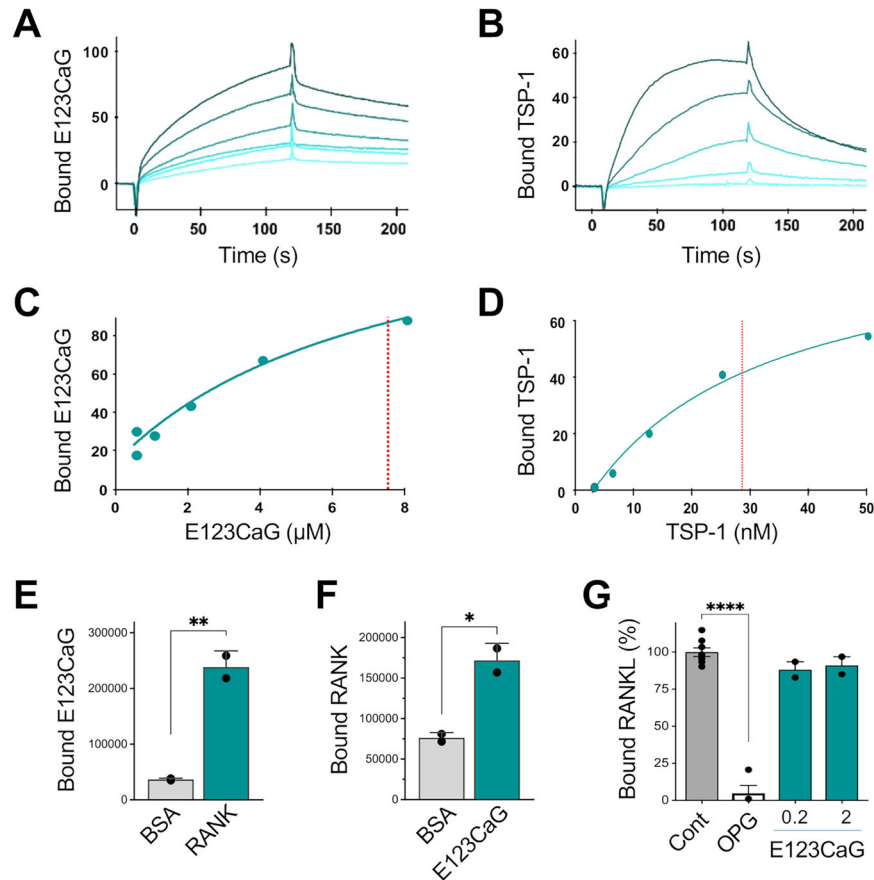 A
Bound E123CaG
100
50
0
0
50
100
150
200
Time (s)
B
Bound TSP-1
60
40
20
0
0
50
100
150
200
Time (s)
C
Bound E123CaG
80
60
40
20
0
0
2
4
6
8
E123CaG (µM)
D
Bound TSP-1
60
40
20
0
0
10
20
30
40
50
TSP-1 (nM)
E
Bound E123CaG
300000
200000
100000
0
**
BSA
RANK
F
Bound RANK
200000
150000
100000
50000
0
*
BSA
E123CaG
G
Bound RANKL (%)
100
75
50
25
0
****
Cont
OPG
0.2
2
E123CaG